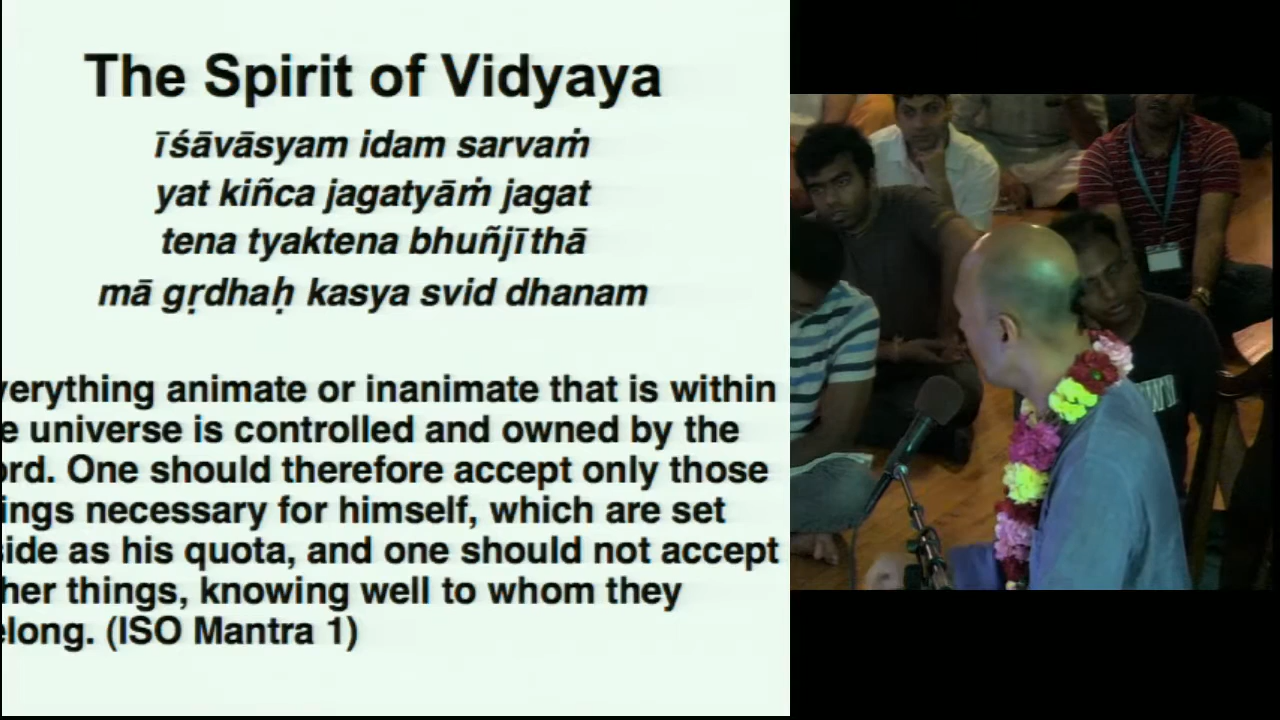 The Spirit of Vidyaya
īśāvāsyam idam sarvaṁ
yat kiñca jagatyāṁ jagat
tena tyaktena bhuñjīthā
mā gṛdhaḥ kasya svid dhanam
verything animate or inanimate that is within
e universe is controlled and owned by the
ord. One should therefore accept only those
ings necessary for himself, which are set
side as his quota, and one should not accept
her things, knowing well to whom they
elong. (ISO Mantra 1)